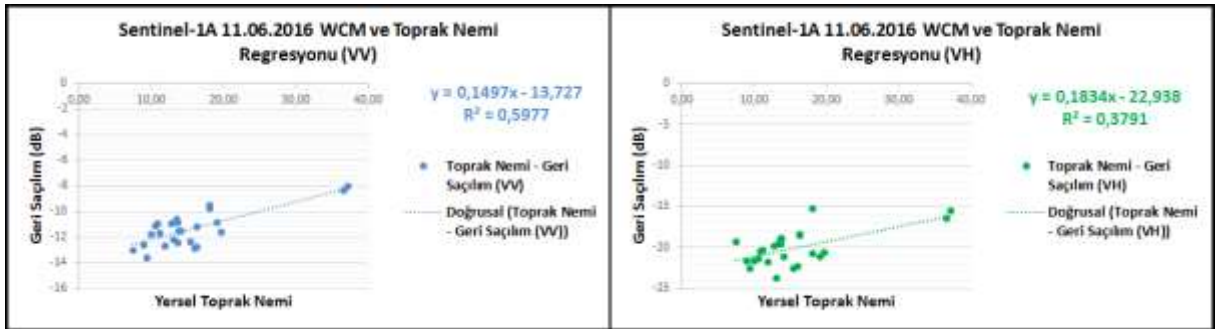 Sentinel-1A 11.06.2016 WCM ve Toprak Nemi
Regresyonu (VV)
0
0,00 10,00 20,00 30,00 40,00
-2
-4
-6
-8
-10
-12
-14
-16
Geri Saçılım (dB)
Yersel Toprak Nemi
y = 0,1497x - 13,727
R² = 0,5977
Toprak Nemi - Geri
Saçılım (VV)
Doğrusal (Toprak Nemi
- Geri Saçılım (VV))
Sentinel-1A 11.06.2016 WCM ve Toprak Nemi
Regresyonu (VH)
0
0,00 10,00 20,00 30,00 40,00
-5
-10
-15
-20
-25
Geri Saçılım (dB)
Yersel Toprak Nemi
y = 0,1834x - 22,938
R² = 0,3791
Toprak Nemi - Geri
Saçılım (VH)
Doğrusal (Toprak Nemi
- Geri Saçılım (VH))